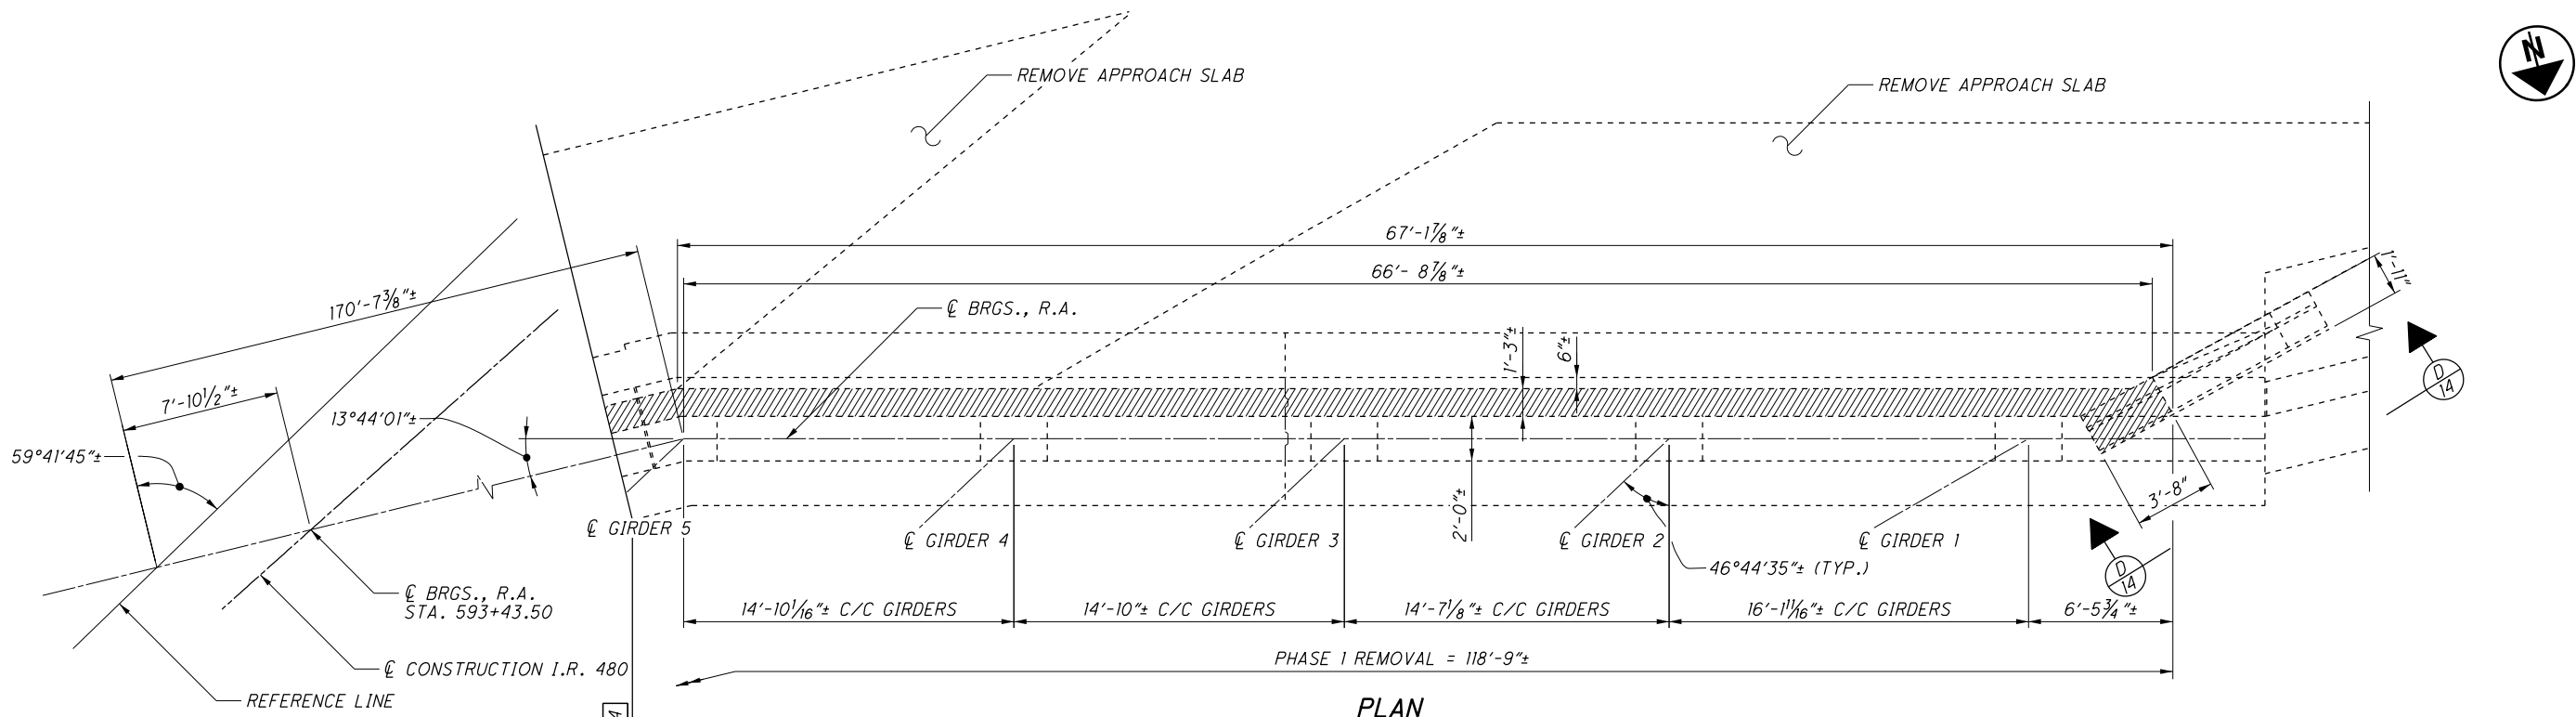 N
REMOVE APPROACH SLAB
REMOVE APPROACH SLAB
67'-1⅞"±
66'- 8⅞"±
170'-7⅜"±
℄ BRGS., R.A.
1'-11"
1'-3"±
6"±
7'-10½"±
13°44'01"±
59°41'45"±
D
14
3'-8"
2'-0"±
℄ GIRDER 5
℄ GIRDER 4
℄ GIRDER 3
℄ GIRDER 2
℄ GIRDER 1
46°44'35"± (TYP.)
D
14
℄ BRGS., R.A.
STA. 593+43.50
14'-10 1/16"± C/C GIRDERS
14'-10"± C/C GIRDERS
14'-7⅛"± C/C GIRDERS
16'-1 11/16"± C/C GIRDERS
6'-5¾"±
PHASE 1 REMOVAL = 118'-9"±
℄ CONSTRUCTION I.R. 480
REFERENCE LINE
PLAN